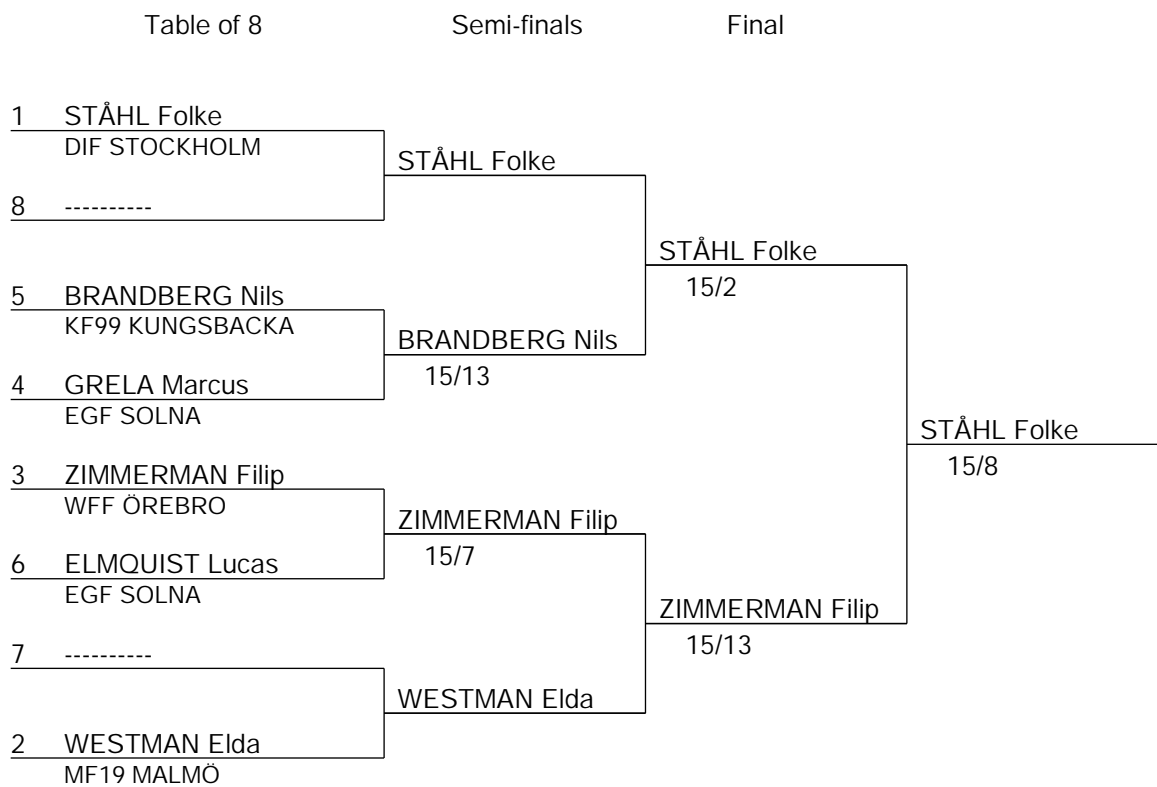 Table of 8 Semi-finals Final
1 STÅHL Folke
DIF STOCKHOLM
STÅHL Folke
8 ----------
STÅHL Folke
15/2
5 BRANDBERG Nils
KF99 KUNGSBACKA
BRANDBERG Nils
15/13
4 GRELA Marcus
EGF SOLNA
STÅHL Folke
15/8
3 ZIMMERMAN Filip
WFF ÖREBRO
ZIMMERMAN Filip
15/7
6 ELMQUIST Lucas
EGF SOLNA
ZIMMERMAN Filip
15/13
7 ----------
WESTMAN Elda
2 WESTMAN Elda
MF19 MALMÖ